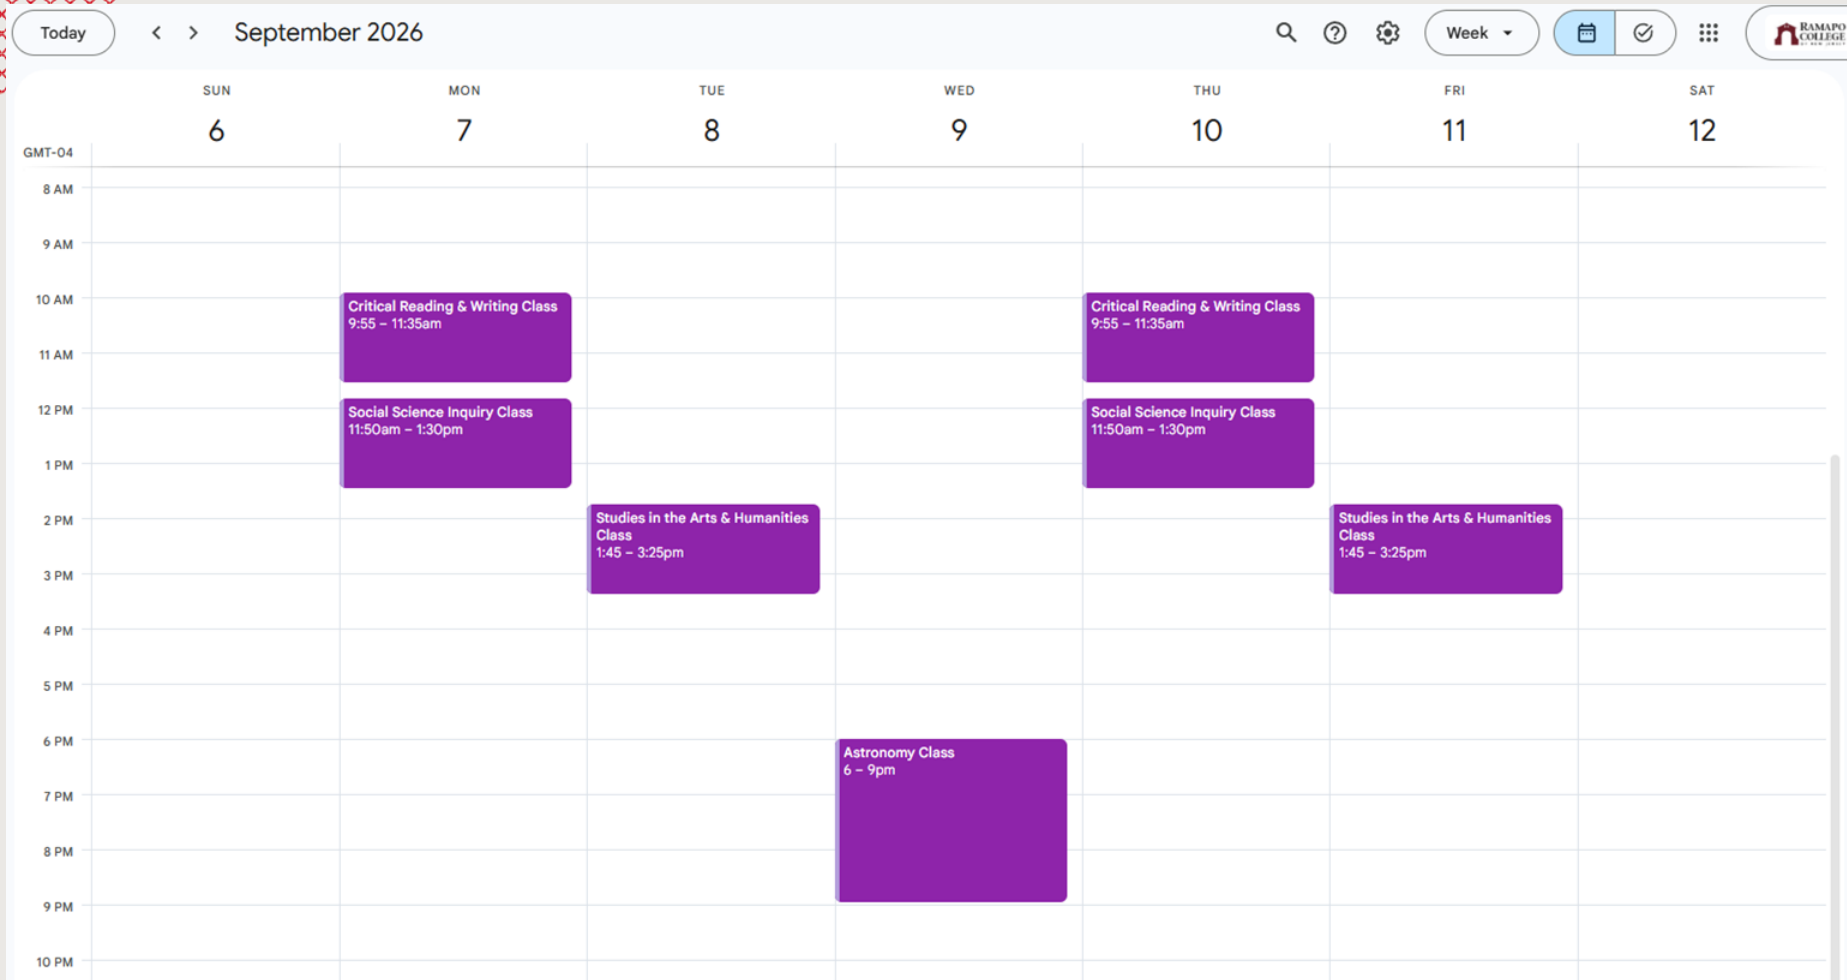 Today
September 2026
Week
RAMAPO
COLLEGE
SUN
MON
TUE
WED
THU
FRI
SAT
6
7
8
9
10
11
12
GMT-04
8 AM
9 AM
10 AM
11 AM
12 PM
1 PM
2 PM
3 PM
4 PM
5 PM
6 PM
7 PM
8 PM
9 PM
10 PM
Critical Reading & Writing Class
9:55 – 11:35am
Social Science Inquiry Class
11:50am – 1:30pm
Studies in the Arts & Humanities
Class
1:45 – 3:25pm
Astronomy Class
6 – 9pm
Critical Reading & Writing Class
9:55 – 11:35am
Social Science Inquiry Class
11:50am – 1:30pm
Studies in the Arts & Humanities
Class
1:45 – 3:25pm